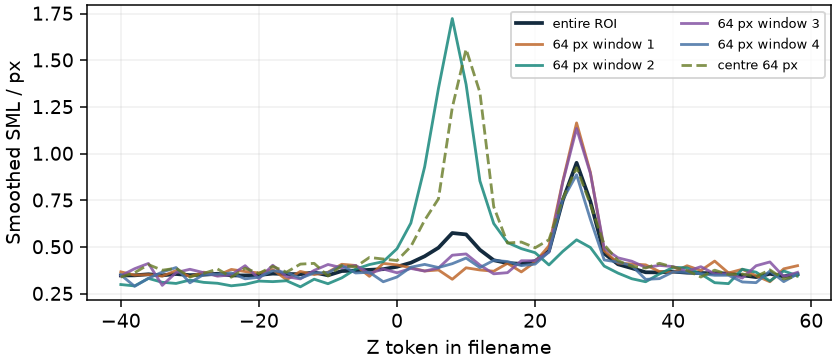 1.75
1.50
1.25
1.00
0.75
0.50
0.25
Smoothed SML / px
entire ROI
64 px window 1
64 px window 2
64 px window 3
64 px window 4
centre 64 px
−40
−20
0
20
40
60
Z token in filename